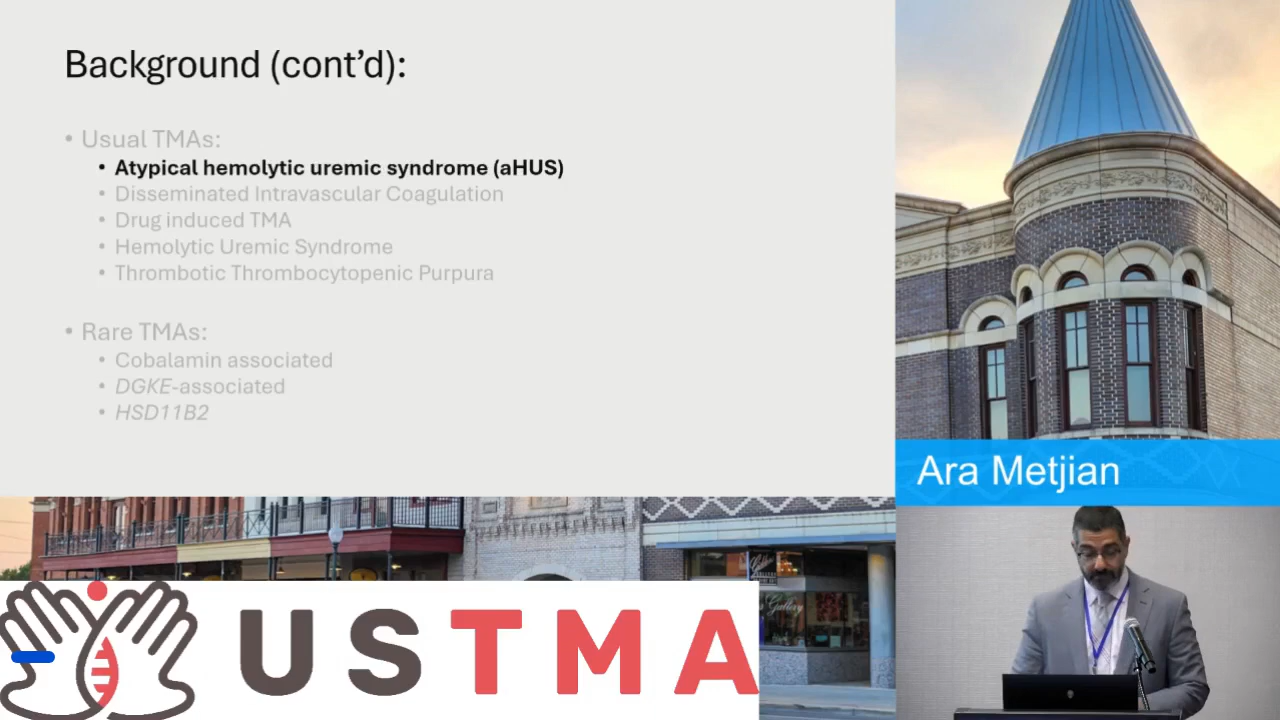 Background (cont’d):
• Usual TMAs:
• Atypical hemolytic uremic syndrome (aHUS)
• Disseminated Intravascular Coagulation
• Drug induced TMA
• Hemolytic Uremic Syndrome
• Thrombotic Thrombocytopenic Purpura
• Rare TMAs:
• Cobalamin associated
• DGKE-associated
• HSD11B2
Ara Metjian
USTMA
Gallery